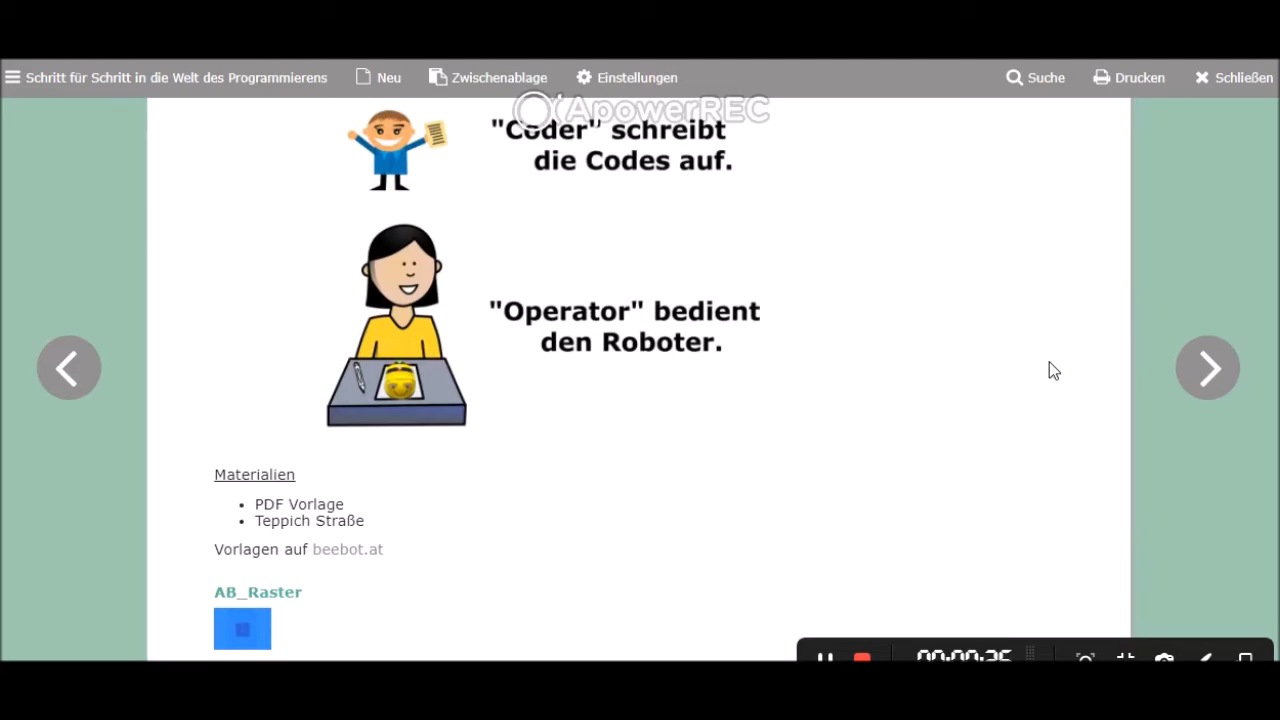 Schritt für Schritt in die Welt des Programmierens Neu Zwischenablage Einstellungen Suche Drucken Schließen
ApowerREC
"Coder" schreibt
die Codes auf.
"Operator" bedient
den Roboter.
Materialien
• PDF Vorlage
• Teppich Straße
Vorlagen auf beebot.at
AB_Raster